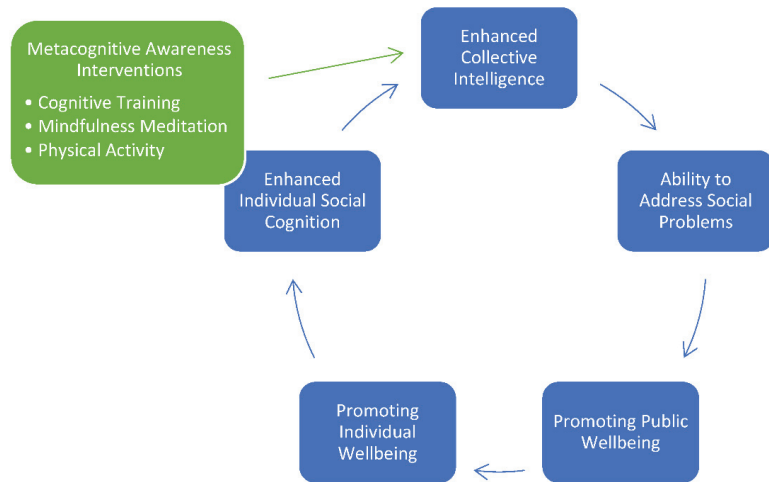 Metacognitive Awareness
Interventions
• Cognitive Training
• Mindfulness Meditation
• Physical Activity
Enhanced
Collective
Intelligence
Enhanced
Individual Social
Cognition
Ability to
Address Social
Problems
Promoting
Individual
Wellbeing
Promoting Public
Wellbeing